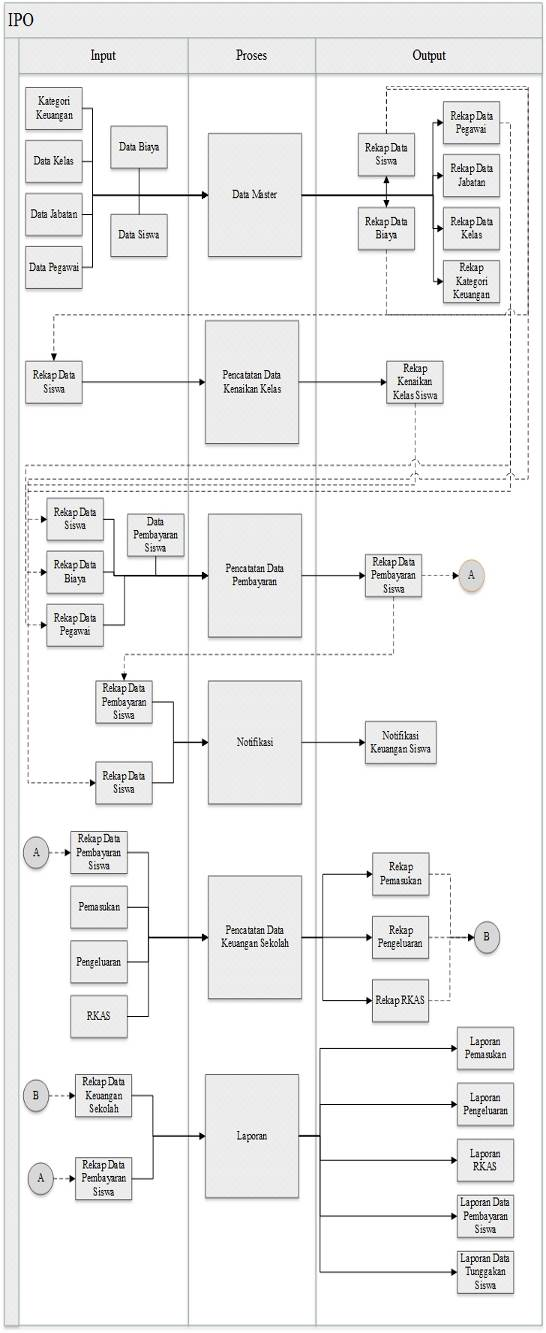 IPO
Input
Proses
Output
Kategori
Keuangan
Data Kelas
Data Jabatan
Data Pegawai
Data Biaya
Data Siswa
Data Master
Rekap Data
Siswa
Rekap Data
Biaya
Rekap Data
Pegawai
Rekap Data
Jabatan
Rekap Data
Kelas
Rekap
Kategori
Keuangan
Rekap Data
Siswa
Pencatatan Data
Kenaikan Kelas
Rekap
Kenaikan
Kelas Siswa
Rekap Data
Siswa
Rekap Data
Biaya
Rekap Data
Pegawai
Data
Pembayaran
Siswa
Pencatatan Data
Pembayaran
Rekap Data
Pembayaran
Siswa
A
Rekap Data
Pembayaran
Siswa
Rekap Data
Siswa
Notifikasi
Notifikasi
Keuangan Siswa
A
Rekap Data
Pembayaran
Siswa
Pemasukan
Pengeluaran
RKAS
Pencatatan Data
Keuangan Sekolah
Rekap
Pemasukan
Rekap
Pengeluaran
Rekap RKAS
B
B
Rekap Data
Keuangan
Sekolah
A
Rekap Data
Pembayaran
Siswa
Laporan
Laporan
Pemasukan
Laporan
Pengeluaran
Laporan
RKAS
Laporan Data
Pembayaran
Siswa
Laporan Data
Tunggakan
Siswa